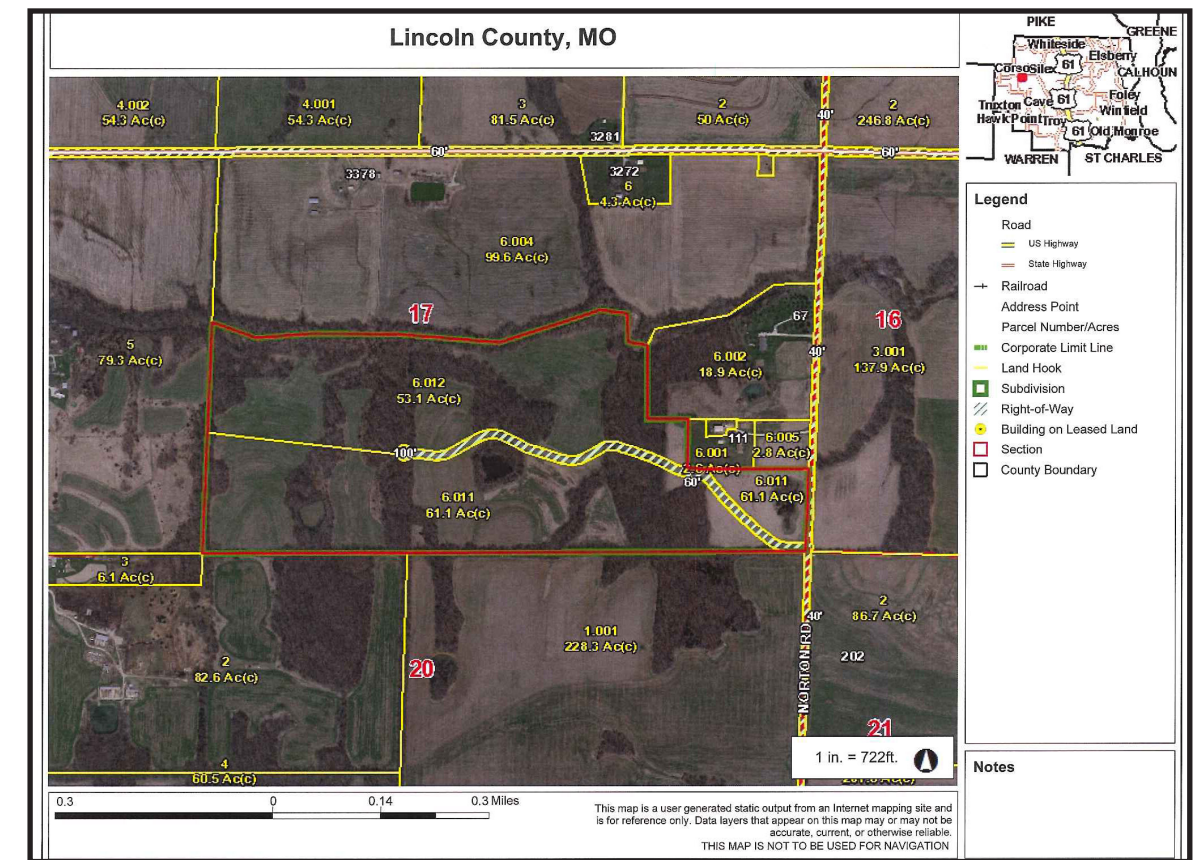 Lincoln County, MO
PIKE
GREENE
Whiteside
Elsberry
61
Corso
Silex
CALHOUN
Foley
Truxton
Cave
61
Winfield
Hawk Point
Troy
61
Old Monroe
WARREN
ST CHARLES
4.002
54.3 Ac(c)
4.001
54.3 Ac(c)
3
81.5 Ac(c)
2
50 Ac(c)
2
246.8 Ac(c)
40'
3281
60'
60'
3378
3272
6
4.3 Ac(c)
6.004
99.6 Ac(c)
17
67
16
5
79.3 Ac(c)
40'
3.001
137.9 Ac(c)
6.002
18.9 Ac(c)
6.012
53.1 Ac(c)
111
6.005
2.8 Ac(c)
6.001
100'
60'
6.011
61.1 Ac(c)
6.011
61.1 Ac(c)
3
6.1 Ac(c)
2
86.7 Ac(c)
40'
1.001
228.3 Ac(c)
NORTON RD
202
2
82.6 Ac(c)
20
21
4
60.5 Ac(c)
1 in. = 722ft.
Legend
Road
US Highway
State Highway
Railroad
Address Point
Parcel Number/Acres
Corporate Limit Line
Land Hook
Subdivision
Right-of-Way
Building on Leased Land
Section
County Boundary
Notes
0.3 0 0.14 0.3 Miles
This map is a user generated static output from an Internet mapping site and
is for reference only. Data layers that appear on this map may or may not be
accurate, current, or otherwise reliable.
THIS MAP IS NOT TO BE USED FOR NAVIGATION